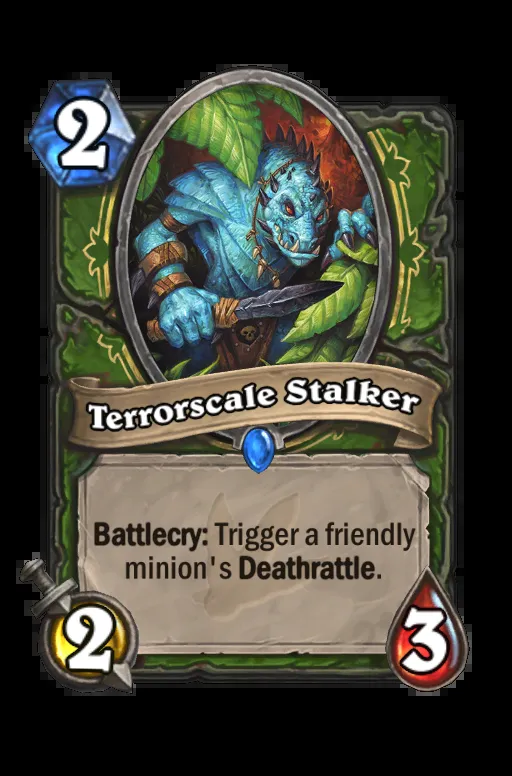 2
Terrorscale Stalker
Battlecry: Trigger a friendly
minion's Deathrattle.
2
3